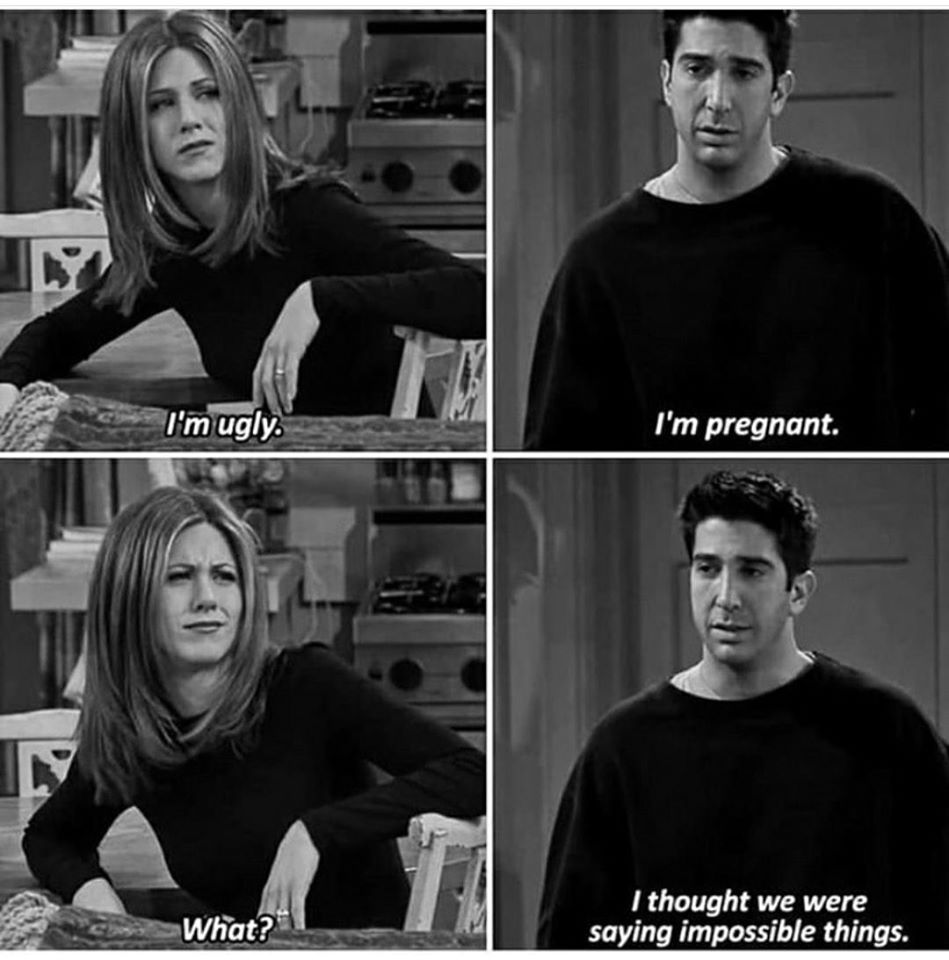 I'm ugly.
I'm pregnant.
What?
I thought we were
saying impossible things.